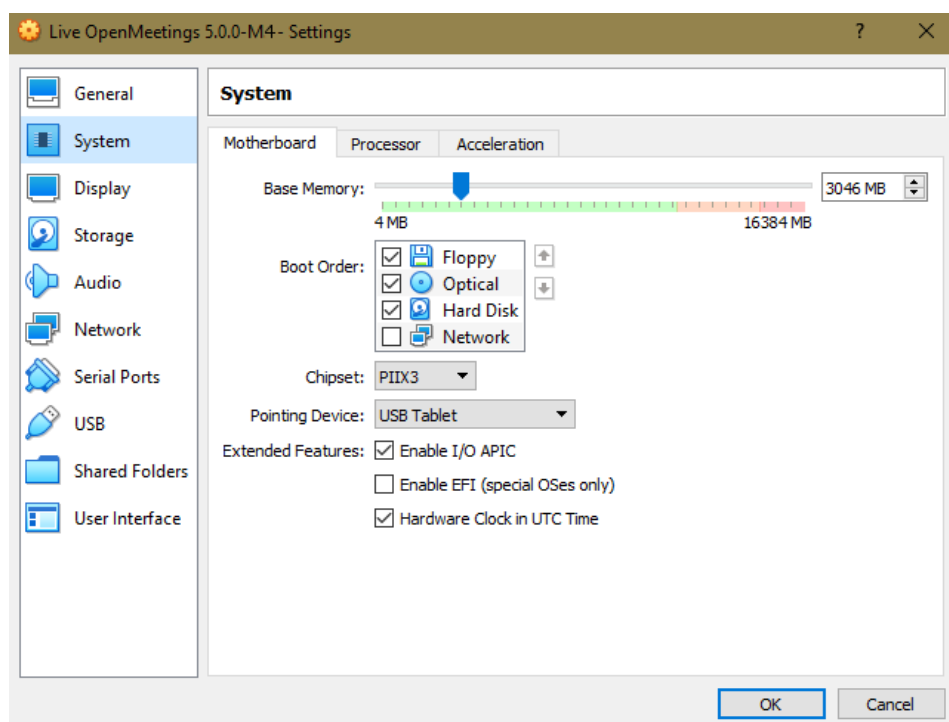 Live OpenMeetings 5.0.0-M4- Settings ?
General
System
Display
Storage
Audio
Network
Serial Ports
USB
Shared Folders
User Interface
System
Motherboard Processor Acceleration
Base Memory: 3046 MB
4 MB 16384 MB
Boot Order: Floppy
Optical
Hard Disk
Network
Chipset: PIIX3
Pointing Device: USB Tablet
Extended Features: Enable I/O APIC
Enable EFI (special OSes only)
Hardware Clock in UTC Time
OK Cancel